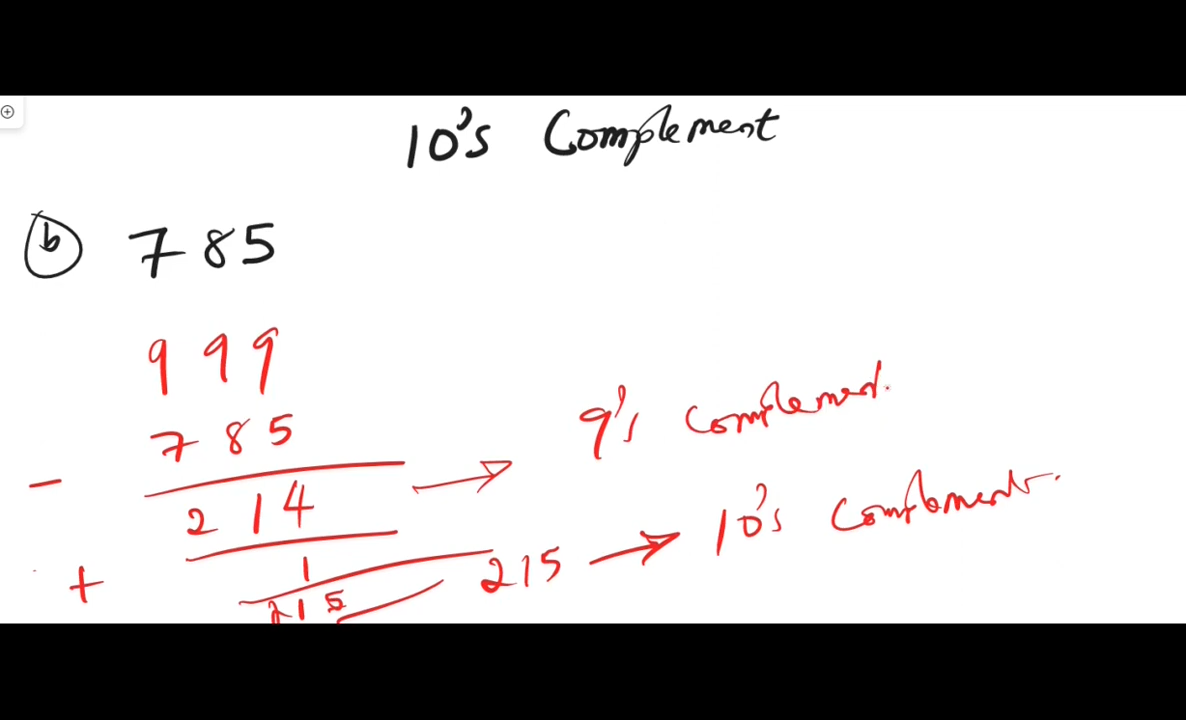 10's Complement
b 785
999
9's complement.
- 785
214
10's complement.
+ 1
215
215